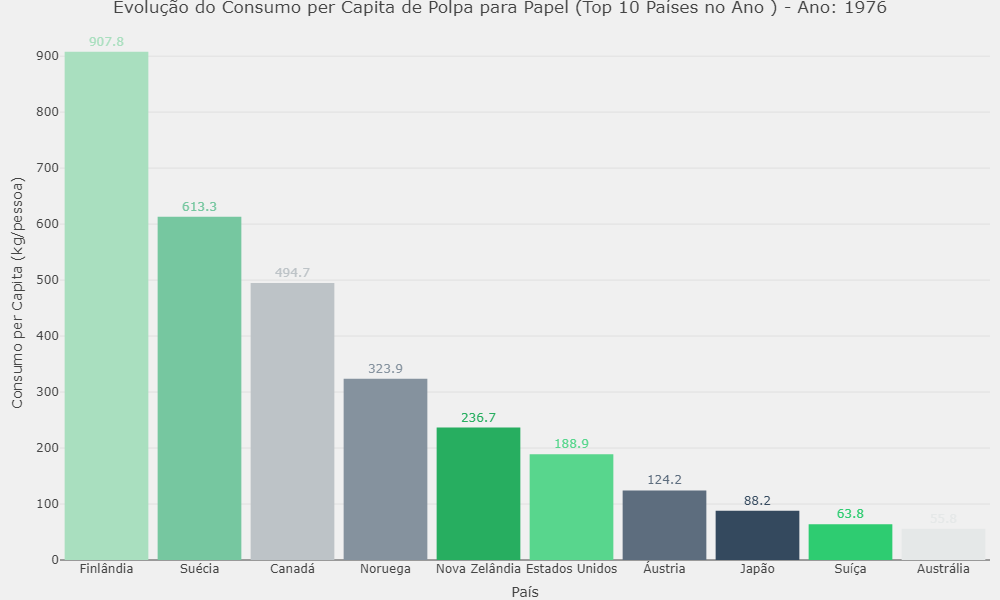 Evolução do Consumo per Capita de Polpa para Papel (Top 10 Países no Ano ) - Ano: 1976
Consumo per Capita (kg/pessoa)
900
800
700
600
500
400
300
200
100
0
907.8
613.3
494.7
323.9
236.7
188.9
124.2
88.2
63.8
55.8
Finlândia
Suécia
Canadá
Noruega
Nova Zelândia
Estados Unidos
Áustria
Japão
Suíça
Austrália
País